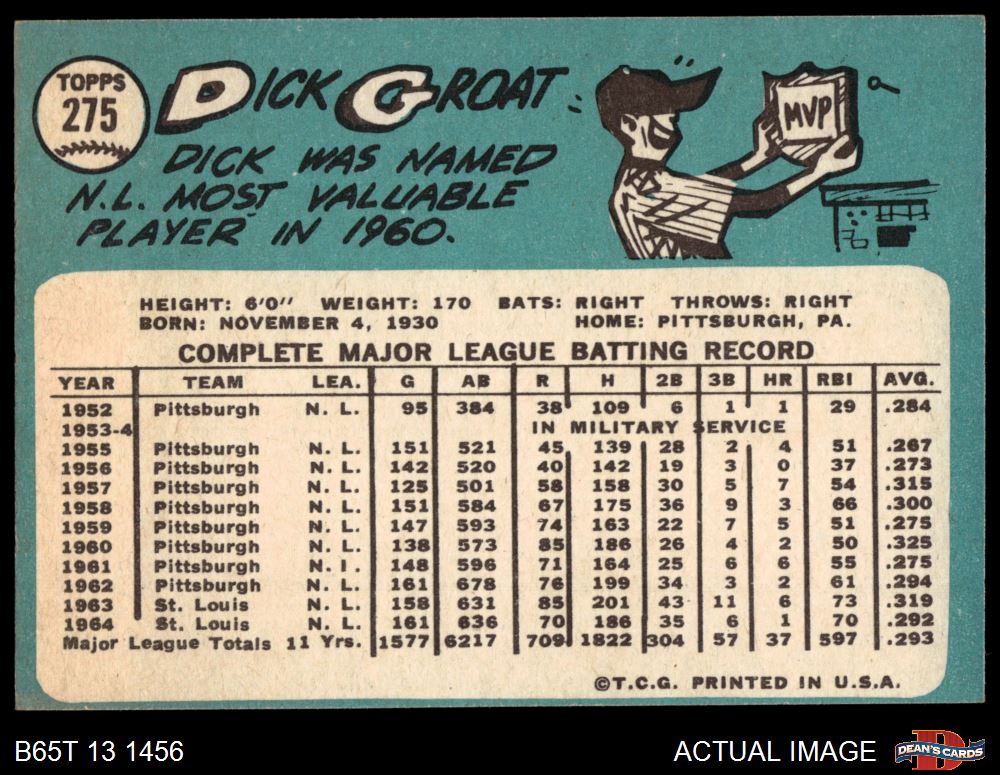 TOPPS
275
DICK GROAT
DICK WAS NAMED
N.L. MOST VALUABLE
PLAYER IN 1960.
MVP
HEIGHT: 6'0" WEIGHT: 170 BATS: RIGHT THROWS: RIGHT
BORN: NOVEMBER 4, 1930 HOME: PITTSBURGH, PA.
COMPLETE MAJOR LEAGUE BATTING RECORD
YEAR TEAM LEA. G AB R H 2B 3B HR RBI AVG.
1952 Pittsburgh N. L. 95 384 38 109 6 1 1 29 .284
1953-4 IN MILITARY SERVICE
1955 Pittsburgh N. L. 151 521 45 139 28 2 4 51 .267
1956 Pittsburgh N. L. 142 520 40 142 19 3 0 37 .273
1957 Pittsburgh N. L. 125 501 58 158 30 5 7 54 .315
1958 Pittsburgh N. L. 151 584 67 175 36 9 3 66 .300
1959 Pittsburgh N. L. 147 593 74 163 22 7 5 51 .275
1960 Pittsburgh N. L. 138 573 85 186 26 4 2 50 .325
1961 Pittsburgh N. I. 148 596 71 164 25 6 6 55 .275
1962 Pittsburgh N. L. 161 678 76 199 34 3 2 61 .294
1963 St. Louis N. L. 158 631 85 201 43 11 6 73 .319
1964 St. Louis N. L. 161 636 70 186 35 6 1 70 .292
Major League Totals 11 Yrs. 1577 6217 709 1822 304 57 37 597 .293
©T.C.G. PRINTED IN U.S.A.
B65T 13 1456
ACTUAL IMAGE
DEAN'S CARDS